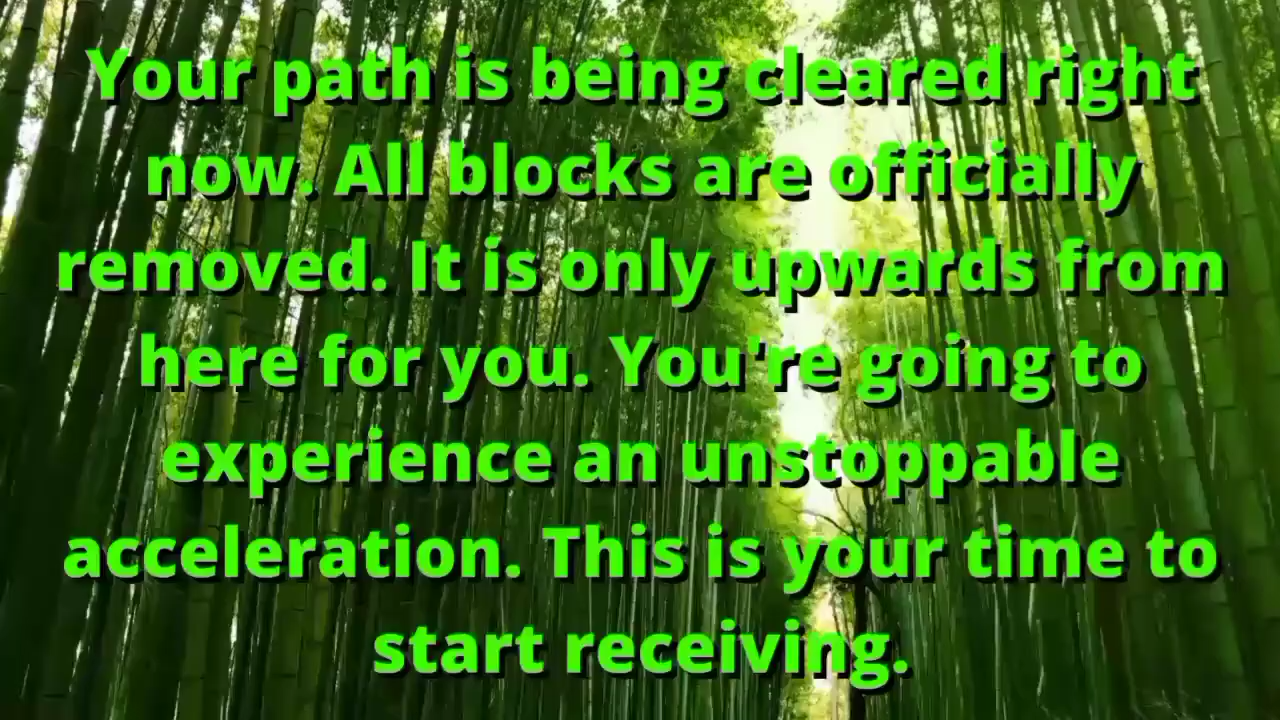 Your path is being cleared right
now. All blocks are officially
removed. It is only upwards from
here for you. You're going to
experience an unstoppable
acceleration. This is your time to
start receiving.